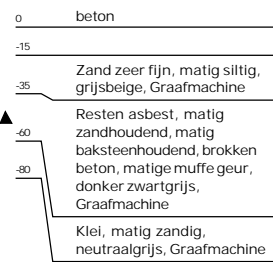 0 beton
-15
Zand zeer fijn, matig siltig,
-35 grijsbeige, Graafmachine
Resten asbest, matig
zandhoudend, matig
-60 baksteenhoudend, brokken
beton, matige muffe geur,
-80 donker zwartgrijs,
Graafmachine
Klei, matig zandig,
neutraalgrijs, Graafmachine